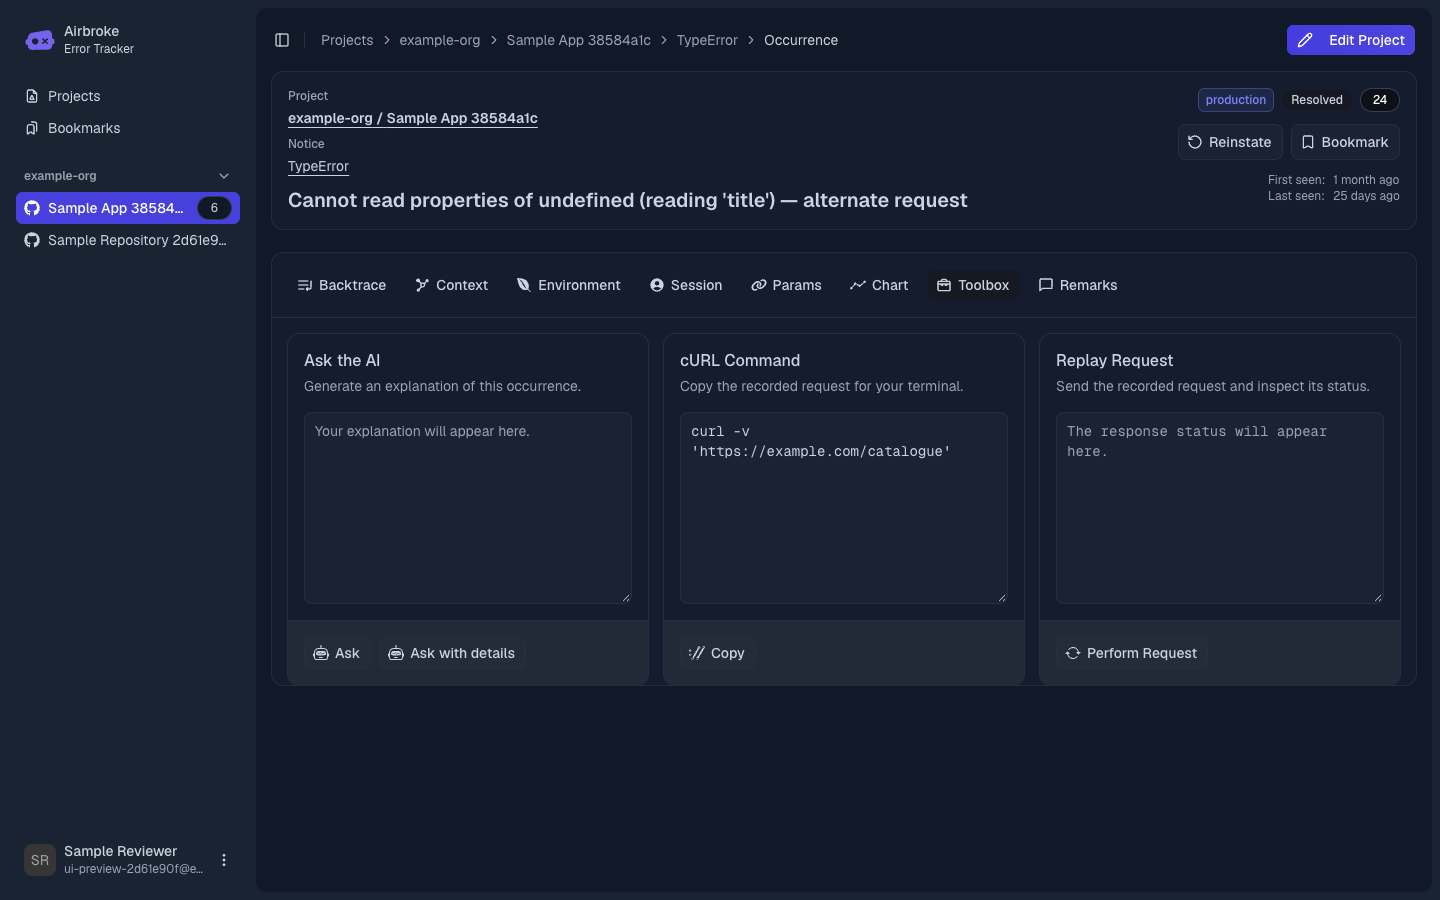 Airbroke
Error Tracker
Projects
Bookmarks
example-org
Sample App 38584... 6
Sample Repository 2d61e9...
SR
Sample Reviewer
ui-preview-2d61e90f@e...
Projects > example-org > Sample App 38584a1c > TypeError > Occurrence
Edit Project
Project
example-org / Sample App 38584a1c
Notice
TypeError
Cannot read properties of undefined (reading 'title') — alternate request
production Resolved 24
Reinstate Bookmark
First seen: 1 month ago
Last seen: 25 days ago
Backtrace Context Environment Session Params Chart Toolbox Remarks
Ask the AI
Generate an explanation of this occurrence.
Your explanation will appear here.
Ask Ask with details
cURL Command
Copy the recorded request for your terminal.
curl -v
'https://example.com/catalogue'
Copy
Replay Request
Send the recorded request and inspect its status.
The response status will appear
here.
Perform Request